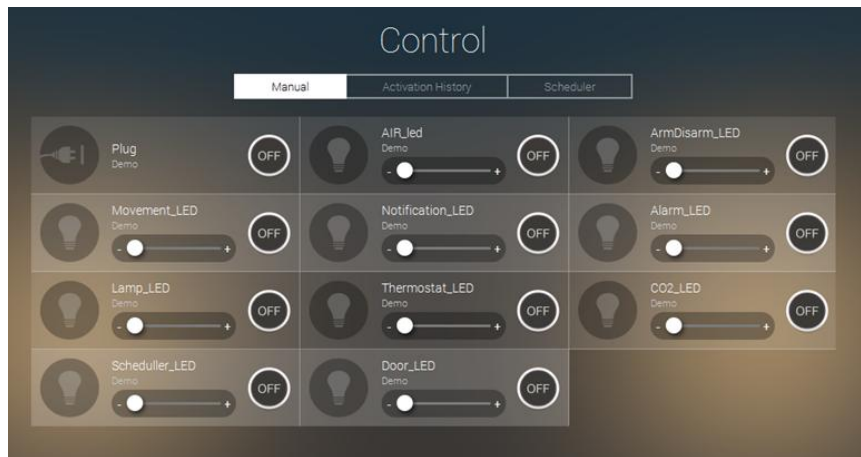 Control
Manual Activation History Scheduler
Plug
Demo
OFF
AIR_led
Demo
- +
OFF
ArmDisarm_LED
Demo
- +
OFF
Movement_LED
Demo
- +
OFF
Notification_LED
Demo
- +
OFF
Alarm_LED
Demo
- +
OFF
Lamp_LED
Demo
- +
OFF
Thermostat_LED
Demo
- +
OFF
CO2_LED
Demo
- +
OFF
Scheduller_LED
Demo
- +
OFF
Door_LED
Demo
- +
OFF